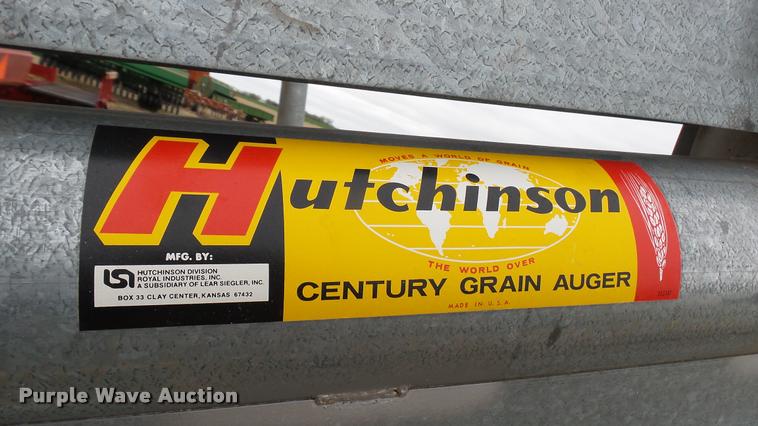 MOVES A WORLD OF GRAIN
Hutchinson
THE WORLD OVER
CENTURY GRAIN AUGER
MADE IN U.S.A.
MFG. BY:
LSI
HUTCHINSON DIVISION
ROYAL INDUSTRIES, INC.
A SUBSIDIARY OF LEAR SIEGLER, INC.
BOX 33 CLAY CENTER, KANSAS 67432
Purple Wave Auction